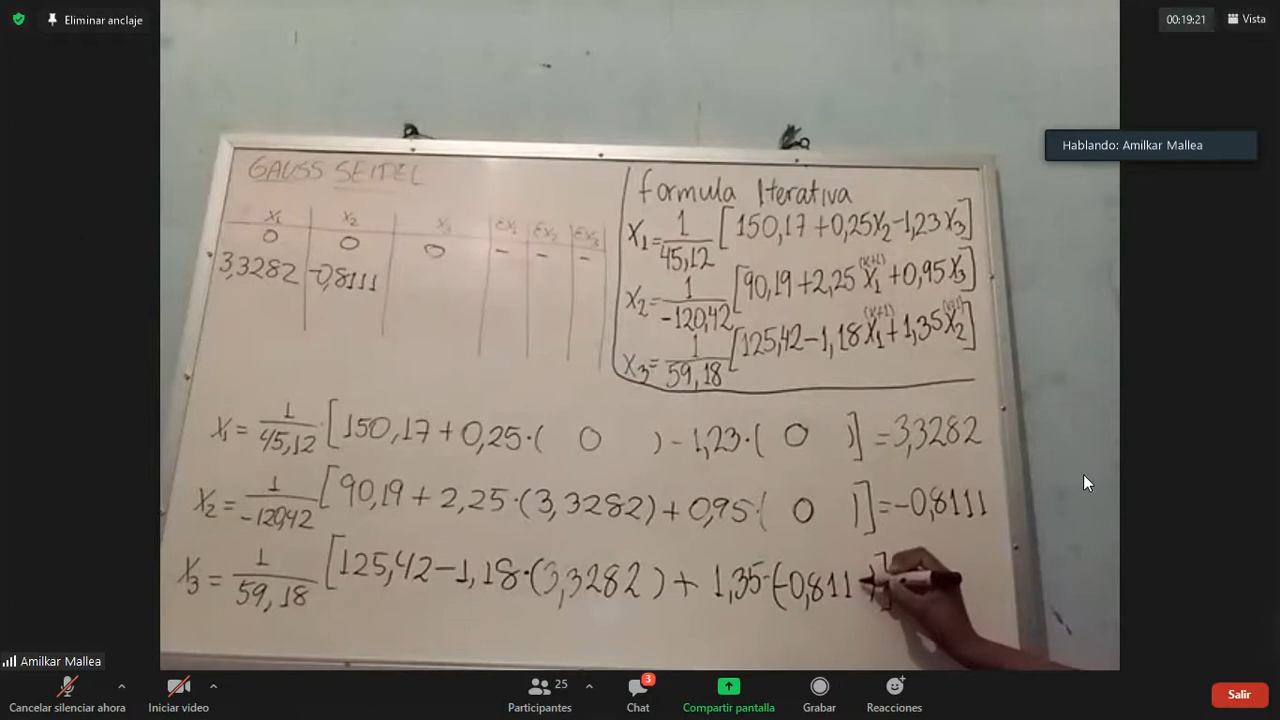 Eliminar anclaje
00:19:21
Vista
Hablando: Amilkar Mallea
GAUSS SEITEL
X₁ X₂ X₃ EX₁ EX₂ EX₃
0 0 0 - - -
3,3282 -0,8111
formula Iterativa
X₁= 1/45,12 [150,17 +0,25X₂ -1,23X₃]
X₂= 1/-120,42 [90,19 +2,25 X₁^(K+1) +0,95X₃]
X₃= 1/59,18 [125,42-1,18X₁^(K+1) + 1,35X₂^(K+1)]
X₁ = 1/45,12 · [150,17 + 0,25·( 0 ) - 1,23·( 0 )] = 3,3282
X₂ = 1/-120,42 [90,19 + 2,25·(3,3282) + 0,95·( 0 )] = -0,8111
X₃ = 1/59,18 [125,42-1,18·(3,3282) + 1,35·(-0,811
Amilkar Mallea
Cancelar silenciar ahora
Iniciar video
25
Participantes
3
Chat
Compartir pantalla
Grabar
Reacciones
Salir